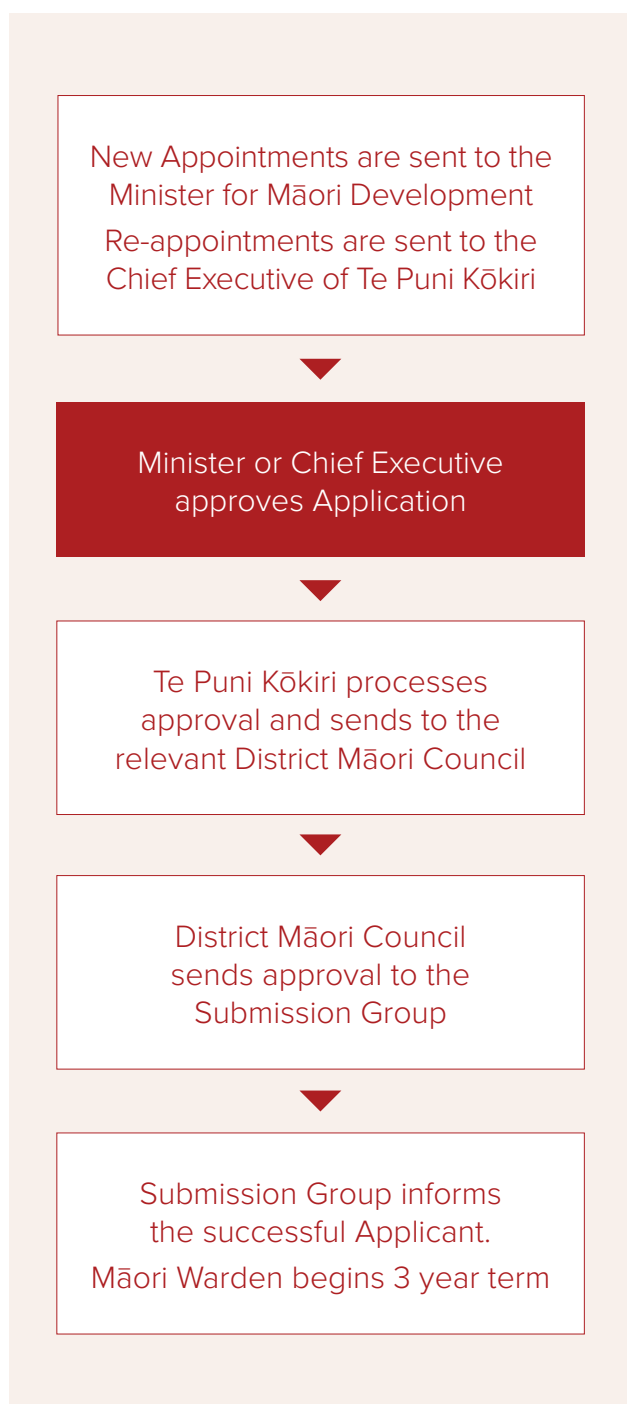 New Appointments are sent to the
Minister for Māori Development
Re-appointments are sent to the
Chief Executive of Te Puni Kōkiri
Minister or Chief Executive
approves Application
Te Puni Kōkiri processes
approval and sends to the
relevant District Māori Council
District Māori Council
sends approval to the
Submission Group
Submission Group informs
the successful Applicant.
Māori Warden begins 3 year term